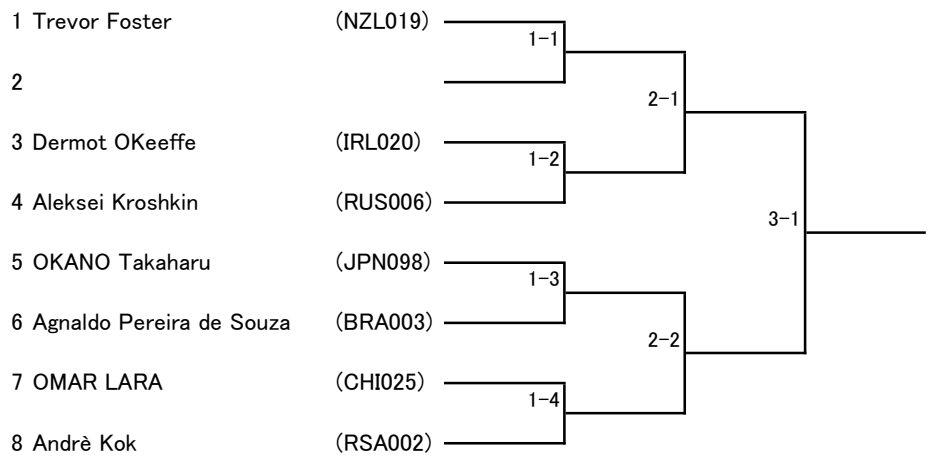 1 Trevor Foster (NZL019)
1-1
2
2-1
3 Dermot OKeeffe (IRL020)
1-2
4 Aleksei Kroshkin (RUS006)
3-1
5 OKANO Takaharu (JPN098)
1-3
6 Agnaldo Pereira de Souza (BRA003)
2-2
7 OMAR LARA (CHI025)
1-4
8 Andrè Kok (RSA002)